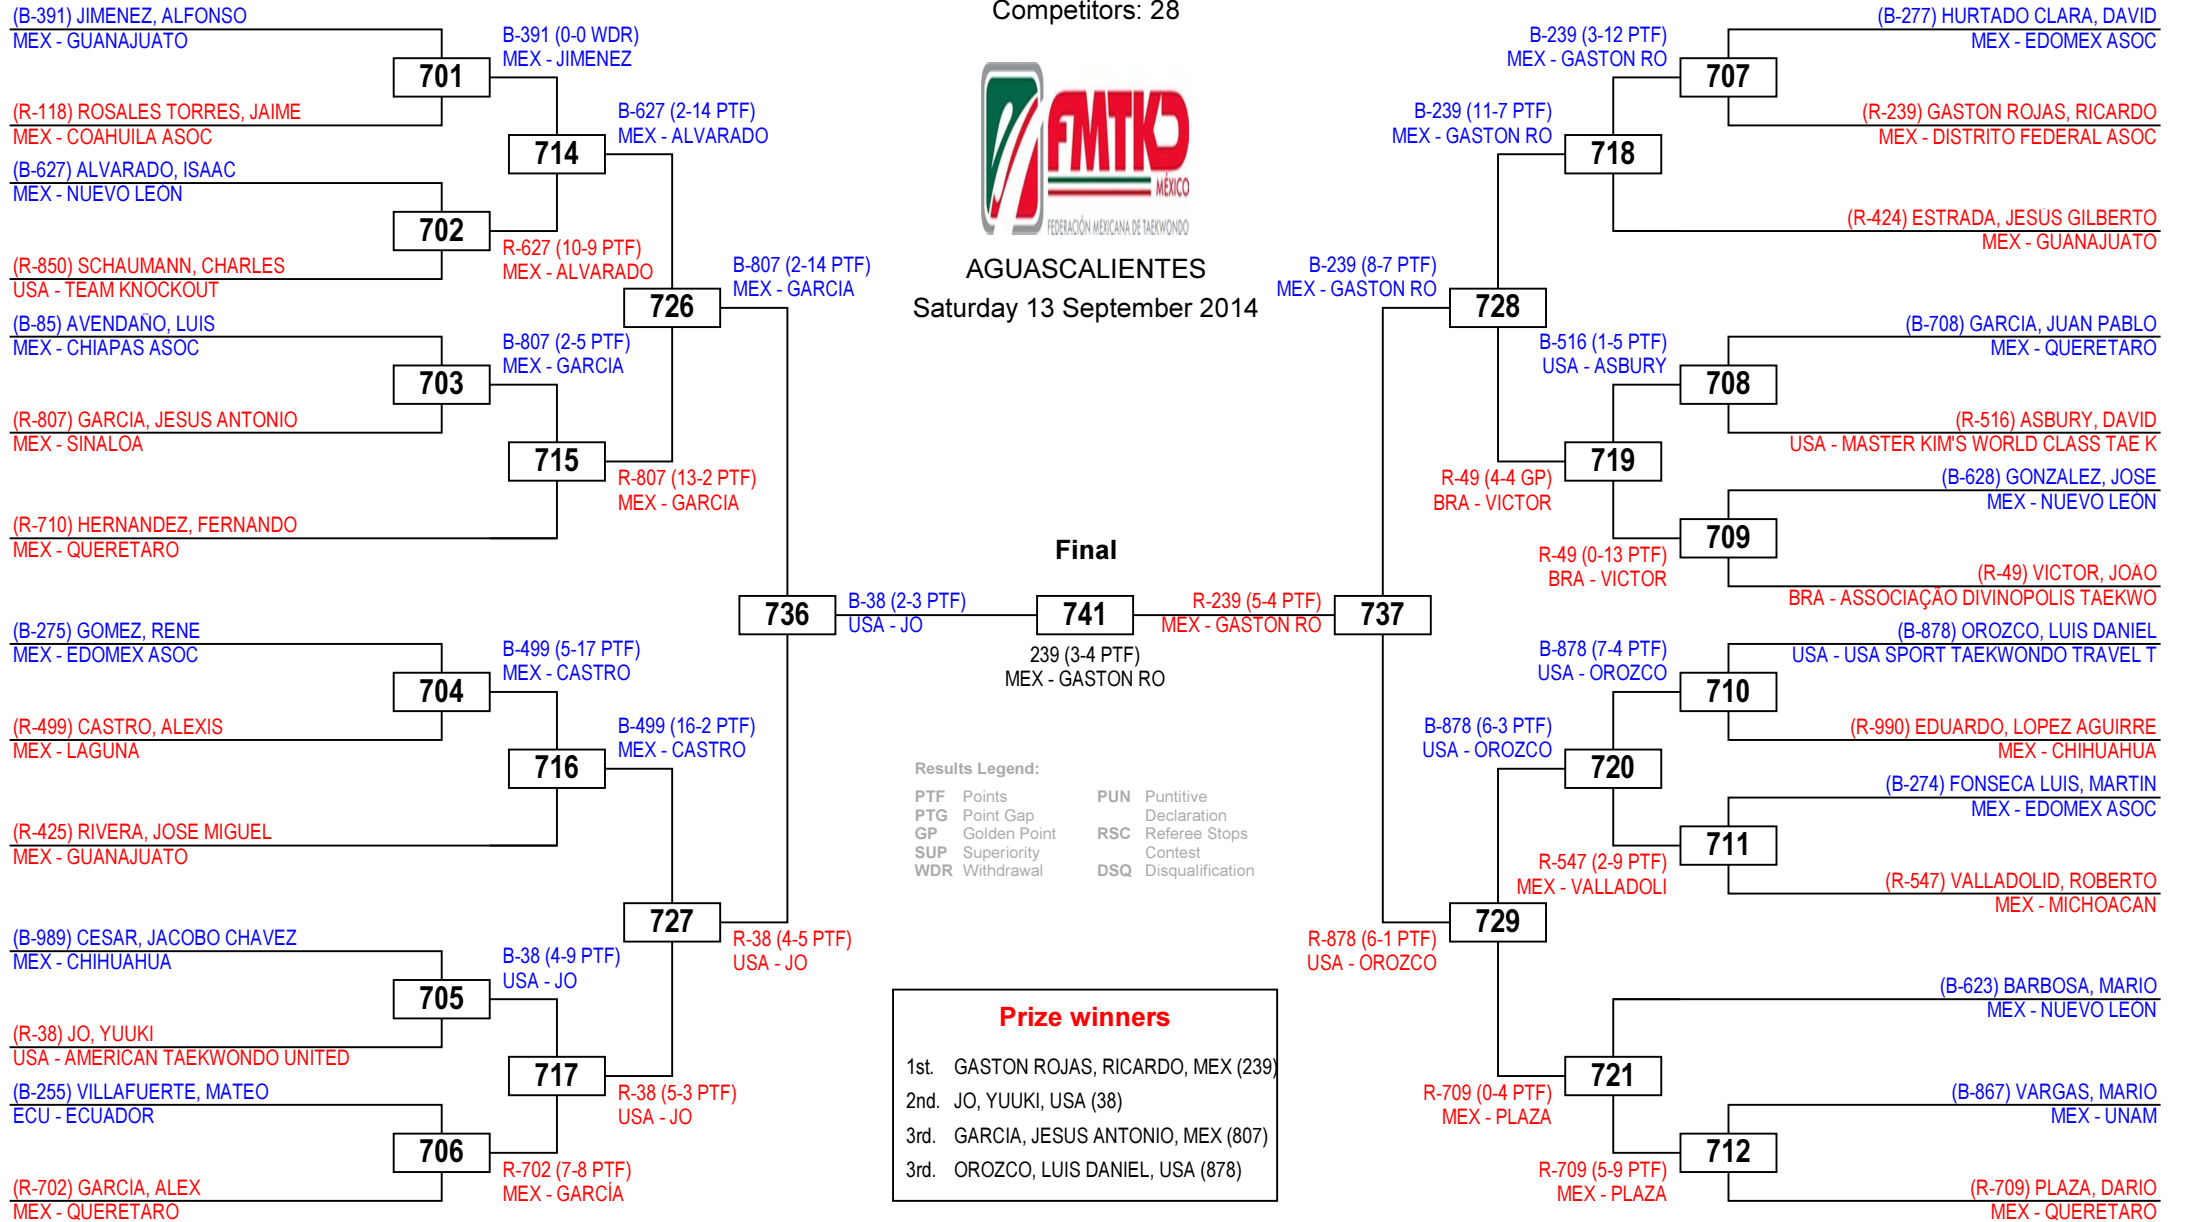 Competitors: 28
FMTKD
MÉXICO
FEDERACIÓN MEXICANA DE TAEKWONDO
AGUASCALIENTES
Saturday 13 September 2014
(B-391) JIMENEZ, ALFONSO
MEX - GUANAJUATO
701
(R-118) ROSALES TORRES, JAIME
MEX - COAHUILA ASOC
(B-627) ALVARADO, ISAAC
MEX - NUEVO LEÓN
702
(R-850) SCHAUMANN, CHARLES
USA - TEAM KNOCKOUT
(B-85) AVENDAÑO, LUIS
MEX - CHIAPAS ASOC
703
(R-807) GARCIA, JESUS ANTONIO
MEX - SINALOA
(R-710) HERNANDEZ, FERNANDO
MEX - QUERETARO
(B-275) GOMEZ, RENE
MEX - EDOMEX ASOC
704
(R-499) CASTRO, ALEXIS
MEX - LAGUNA
(R-425) RIVERA, JOSE MIGUEL
MEX - GUANAJUATO
(B-989) CESAR, JACOBO CHAVEZ
MEX - CHIHUAHUA
705
(R-38) JO, YUUKI
USA - AMERICAN TAEKWONDO UNITED
(B-255) VILLAFUERTE, MATEO
ECU - ECUADOR
706
(R-702) GARCÍA, ALEX
MEX - QUERETARO
B-391 (0-0 WDR)
MEX - JIMENEZ
714
R-627 (10-9 PTF)
MEX - ALVARADO
B-807 (2-5 PTF)
MEX - GARCIA
715
B-499 (5-17 PTF)
MEX - CASTRO
716
B-38 (4-9 PTF)
USA - JO
717
R-702 (7-8 PTF)
MEX - GARCÍA
B-627 (2-14 PTF)
MEX - ALVARADO
726
R-807 (13-2 PTF)
MEX - GARCIA
B-499 (16-2 PTF)
MEX - CASTRO
727
R-38 (5-3 PTF)
USA - JO
B-807 (2-14 PTF)
MEX - GARCIA
736
R-38 (4-5 PTF)
USA - JO
B-38 (2-3 PTF)
USA - JO
Final
741
239 (3-4 PTF)
MEX - GASTON RO
R-239 (5-4 PTF)
MEX - GASTON RO
737
B-239 (8-7 PTF)
MEX - GASTON RO
728
R-878 (6-1 PTF)
USA - OROZCO
729
B-239 (11-7 PTF)
MEX - GASTON RO
718
R-49 (4-4 GP)
BRA - VICTOR
719
B-878 (6-3 PTF)
USA - OROZCO
720
R-709 (0-4 PTF)
MEX - PLAZA
721
B-239 (3-12 PTF)
MEX - GASTON RO
B-516 (1-5 PTF)
USA - ASBURY
R-49 (0-13 PTF)
BRA - VICTOR
B-878 (7-4 PTF)
USA - OROZCO
R-547 (2-9 PTF)
MEX - VALLADOLI
R-709 (5-9 PTF)
MEX - PLAZA
(B-277) HURTADO CLARA, DAVID
MEX - EDOMEX ASOC
707
(R-239) GASTON ROJAS, RICARDO
MEX - DISTRITO FEDERAL ASOC
(R-424) ESTRADA, JESÚS GILBERTO
MEX - GUANAJUATO
(B-708) GARCIA, JUAN PABLO
MEX - QUERETARO
708
(R-516) ASBURY, DAVID
USA - MASTER KIM'S WORLD CLASS TAE K
(B-628) GONZALEZ, JOSE
MEX - NUEVO LEÓN
709
(R-49) VICTOR, JOÃO
BRA - ASSOCIAÇÃO DIVINOPOLIS TAEKWO
(B-878) OROZCO, LUIS DANIEL
USA - USA SPORT TAEKWONDO TRAVEL T
710
(R-990) EDUARDO, LOPEZ AGUIRRE
MEX - CHIHUAHUA
(B-274) FONSECA LUIS, MARTIN
MEX - EDOMEX ASOC
711
(R-547) VALLADOLID, ROBERTO
MEX - MICHOACAN
(B-623) BARBOSA, MARIO
MEX - NUEVO LEÓN
(B-867) VARGAS, MARIO
MEX - UNAM
712
(R-709) PLAZA, DARIO
MEX - QUERETARO
Results Legend:
PTF Points
PTG Point Gap
GP Golden Point
SUP Superiority
WDR Withdrawal
PUN Puntitive
Declaration
RSC Referee Stops
Contest
DSQ Disqualification
Prize winners
1st. GASTON ROJAS, RICARDO, MEX (239)
2nd. JO, YUUKI, USA (38)
3rd. GARCIA, JESUS ANTONIO, MEX (807)
3rd. OROZCO, LUIS DANIEL, USA (878)